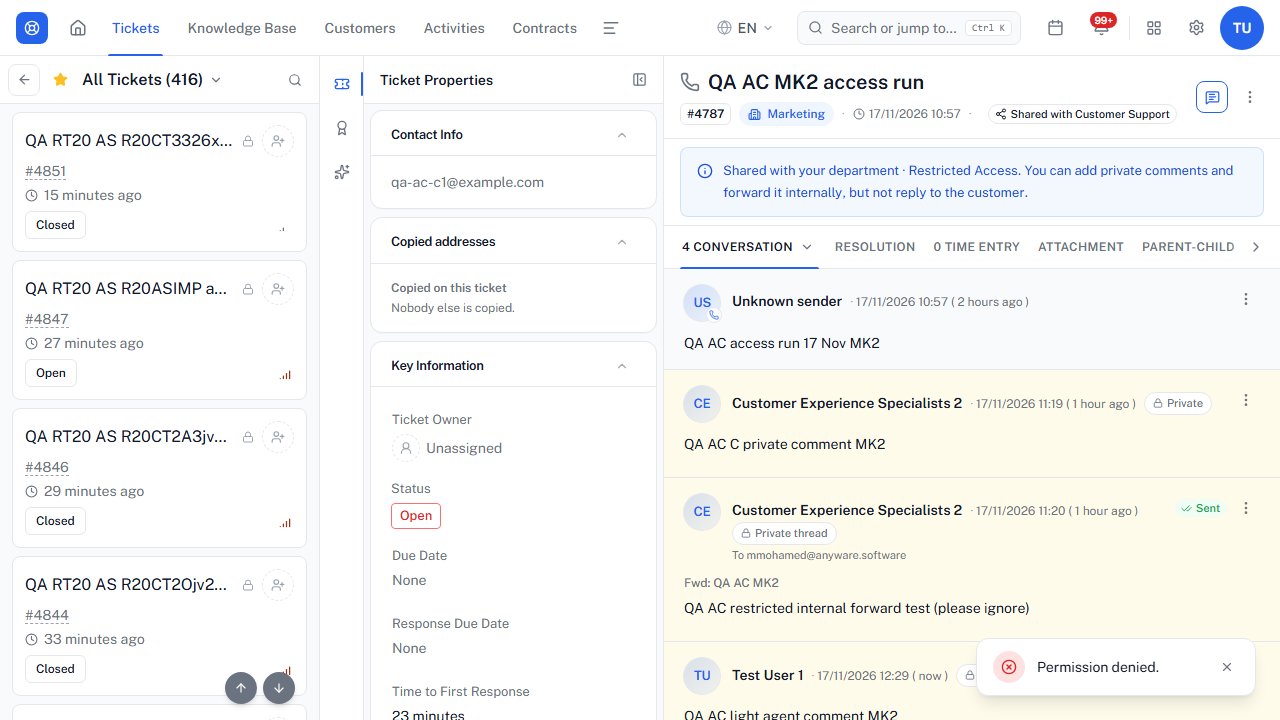 Tickets
Knowledge Base
Customers
Activities
Contracts
EN
Search or jump to...
Ctrl K
99+
TU
All Tickets (416)
QA RT20 AS R20CT3326x...
#4851
15 minutes ago
Closed
QA RT20 AS R20ASIMP a...
#4847
27 minutes ago
Open
QA RT20 AS R20CT2A3jv...
#4846
29 minutes ago
Closed
QA RT20 AS R20CT2Ojv2...
#4844
33 minutes ago
Closed
Ticket Properties
Contact Info
qa-ac-c1@example.com
Copied addresses
Copied on this ticket
Nobody else is copied.
Key Information
Ticket Owner
Unassigned
Status
Open
Due Date
None
Response Due Date
None
Time to First Response
23 minutes
QA AC MK2 access run
#4787 Marketing · 17/11/2026 10:57 · Shared with Customer Support
Shared with your department · Restricted Access. You can add private comments and
forward it internally, but not reply to the customer.
4 CONVERSATION RESOLUTION 0 TIME ENTRY ATTACHMENT PARENT-CHILD
US Unknown sender · 17/11/2026 10:57 ( 2 hours ago )
QA AC access run 17 Nov MK2
CE Customer Experience Specialists 2 · 17/11/2026 11:19 ( 1 hour ago ) Private
QA AC C private comment MK2
CE Customer Experience Specialists 2 · 17/11/2026 11:20 ( 1 hour ago ) Sent
Private thread
To mmohamed@anyware.software
Fwd: QA AC MK2
QA AC restricted internal forward test (please ignore)
TU Test User 1 · 17/11/2026 12:29 ( now )
QA AC light agent comment MK2
Permission denied.